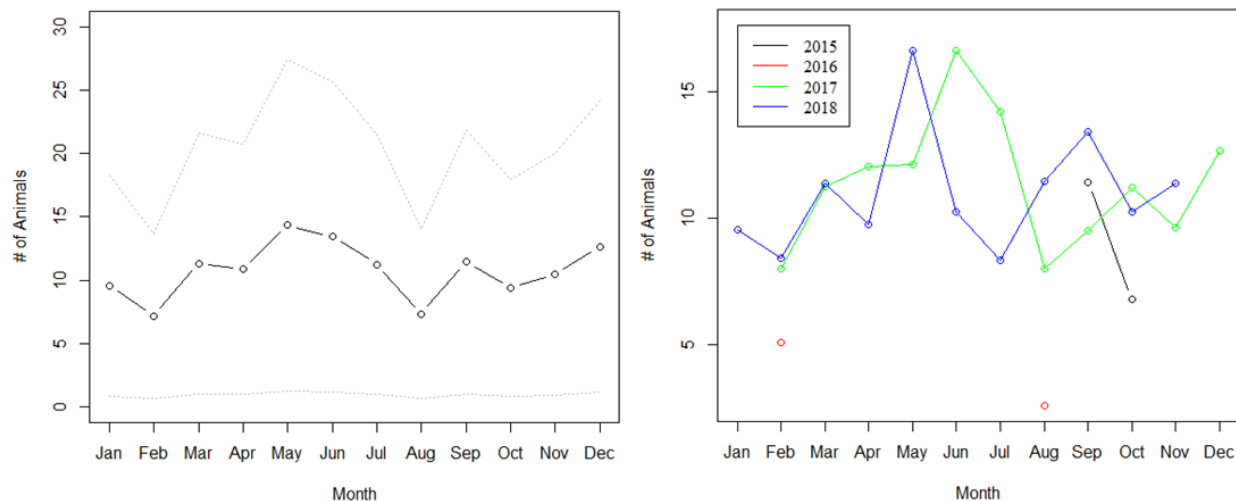 # of Animals
30
25
20
15
10
5
0
Jan Feb Mar Apr May Jun Jul Aug Sep Oct Nov Dec
Month
# of Animals
15
10
5
2015
2016
2017
2018
Jan Feb Mar Apr May Jun Jul Aug Sep Oct Nov Dec
Month